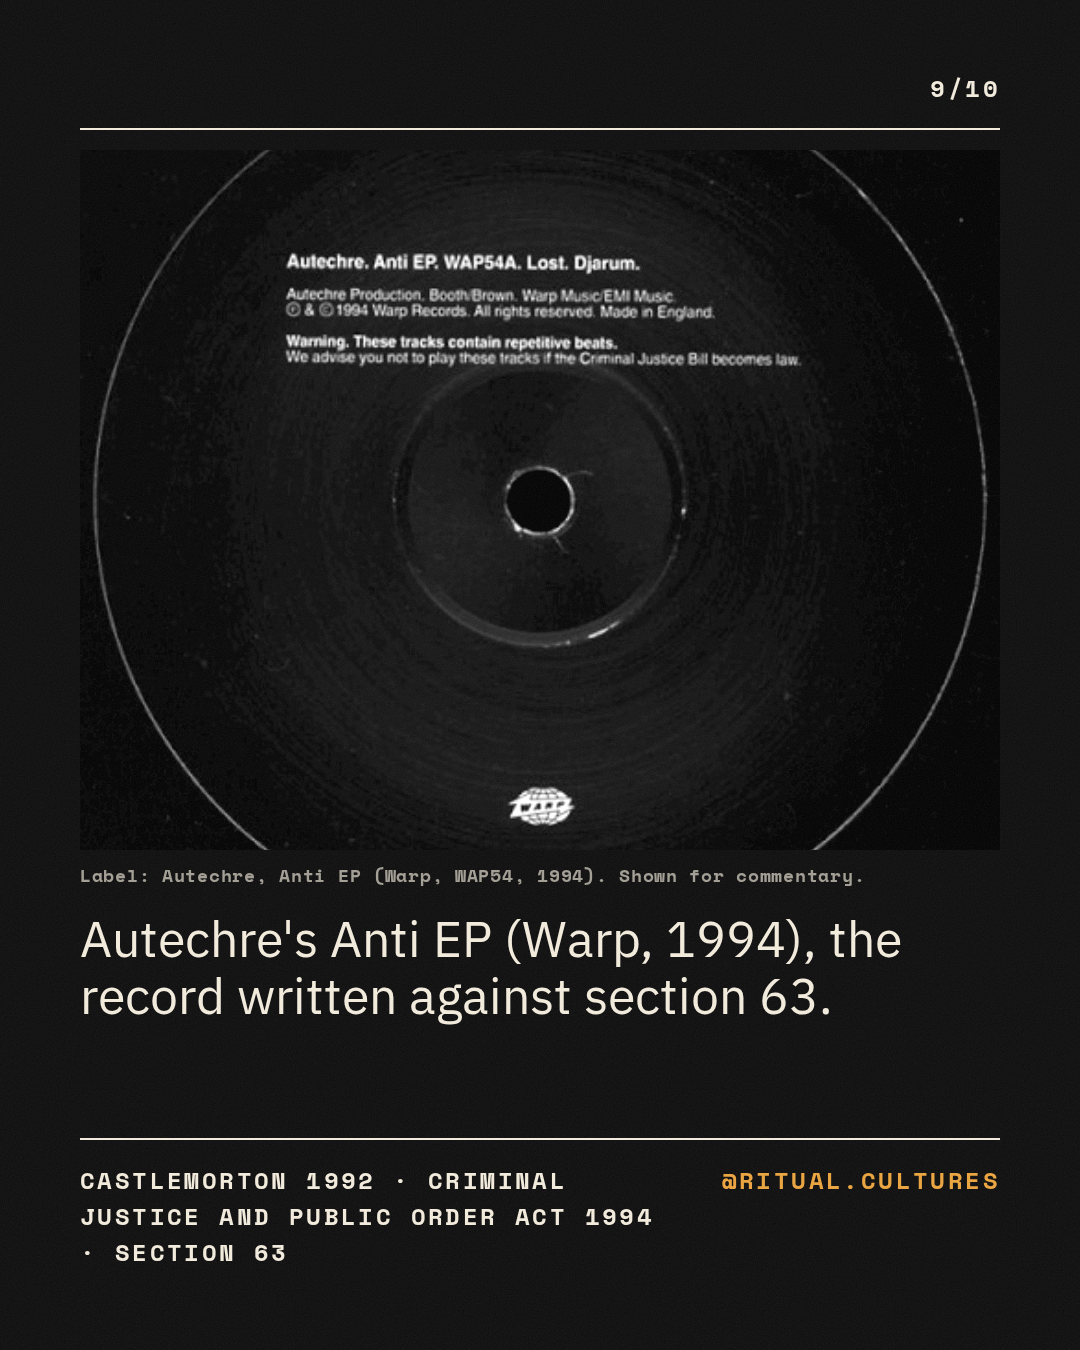 9/10
Autechre. Anti EP. WAP54A. Lost. Djarum.
Autechre Production. Booth/Brown. Warp Music/EMI Music.
Ⓟ & ©1994 Warp Records. All rights reserved. Made in England.
Warning. These tracks contain repetitive beats.
We advise you not to play these tracks if the Criminal Justice Bill becomes law.
Label: Autechre, Anti EP (Warp, WAP54, 1994). Shown for commentary.
Autechre's Anti EP (Warp, 1994), the
record written against section 63.
CASTLEMORTON 1992 · CRIMINAL
JUSTICE AND PUBLIC ORDER ACT 1994
· SECTION 63
@RITUAL.CULTURES